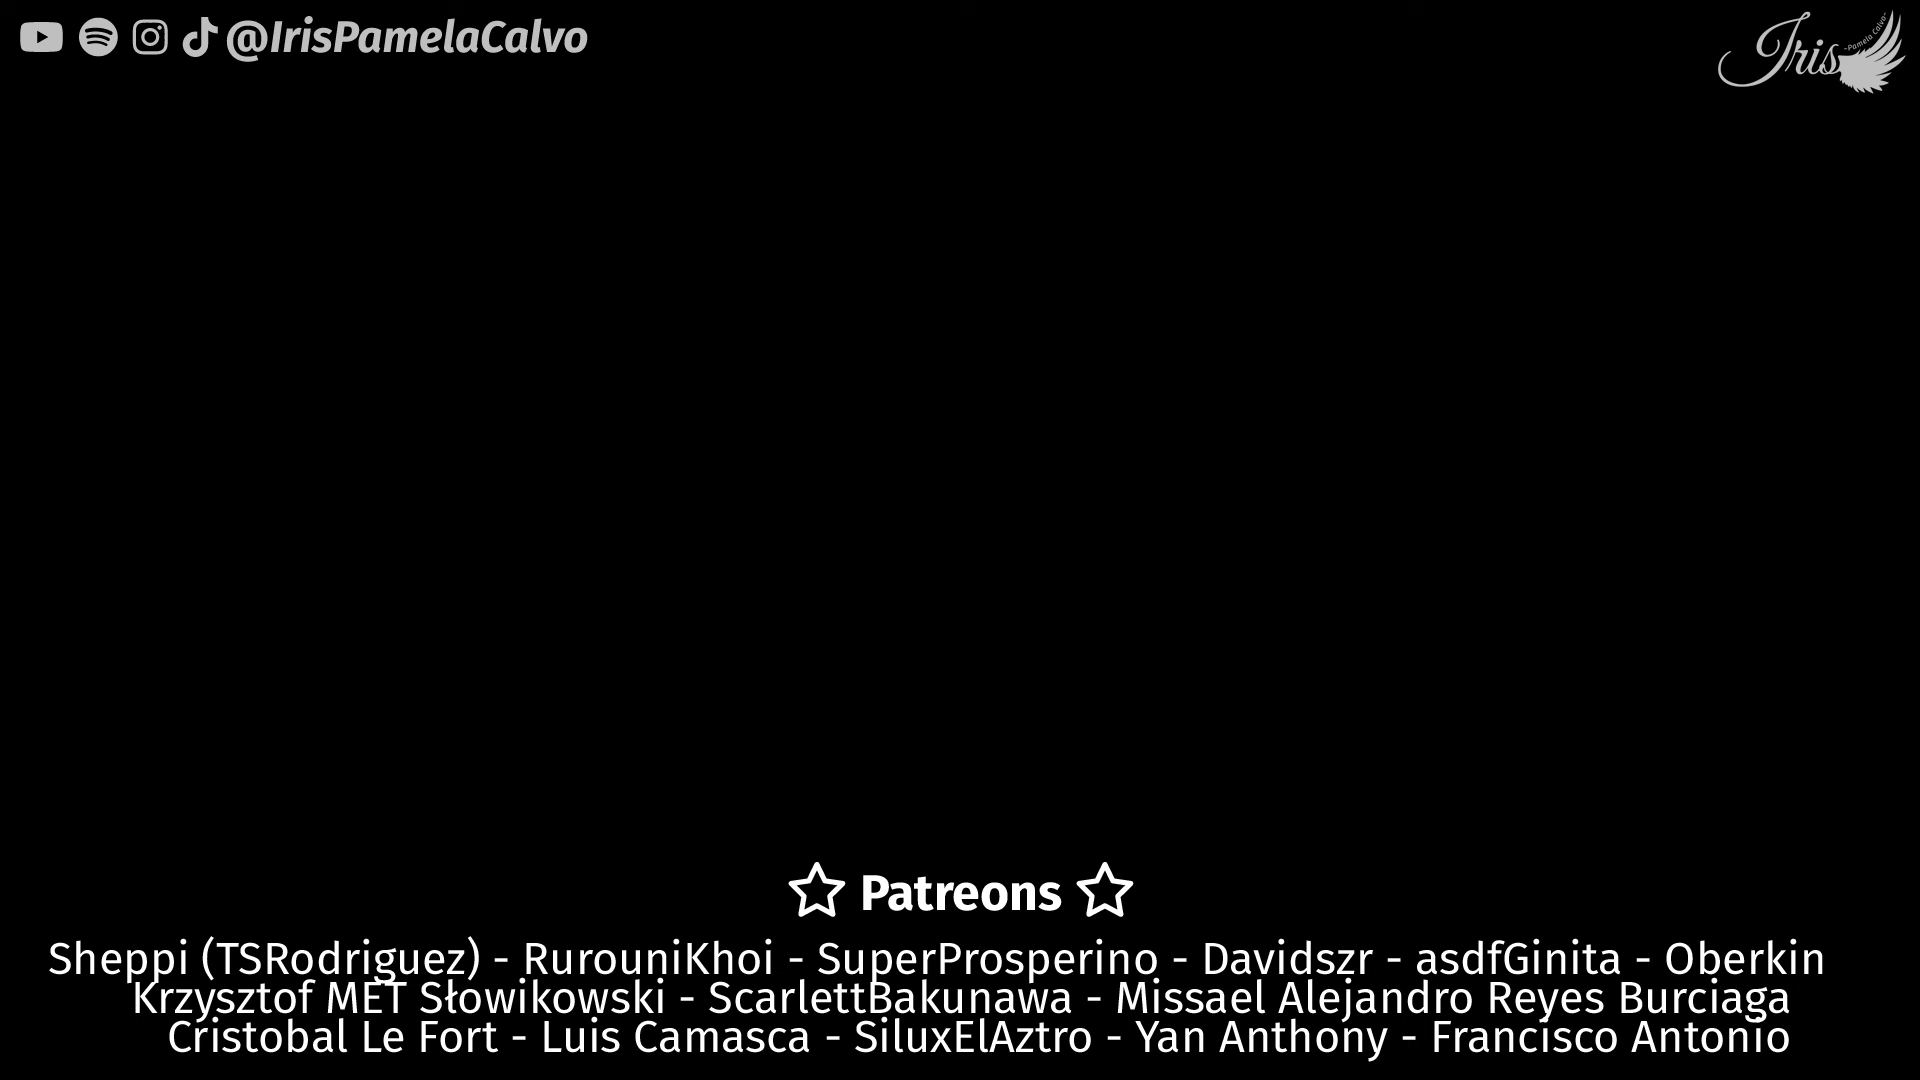 @IrisPamelaCalvo
Iris
~Pamela Calvo~
Patreons
Sheppi (TSRodriguez) - RurouniKhoi - SuperProsperino - Davidszr - asdfGinita - Oberkin
Krzysztof MET Słowikowski - ScarlettBakunawa - Missael Alejandro Reyes Burciaga
Cristobal Le Fort - Luis Camasca - SiluxElAztro - Yan Anthony - Francisco Antonio